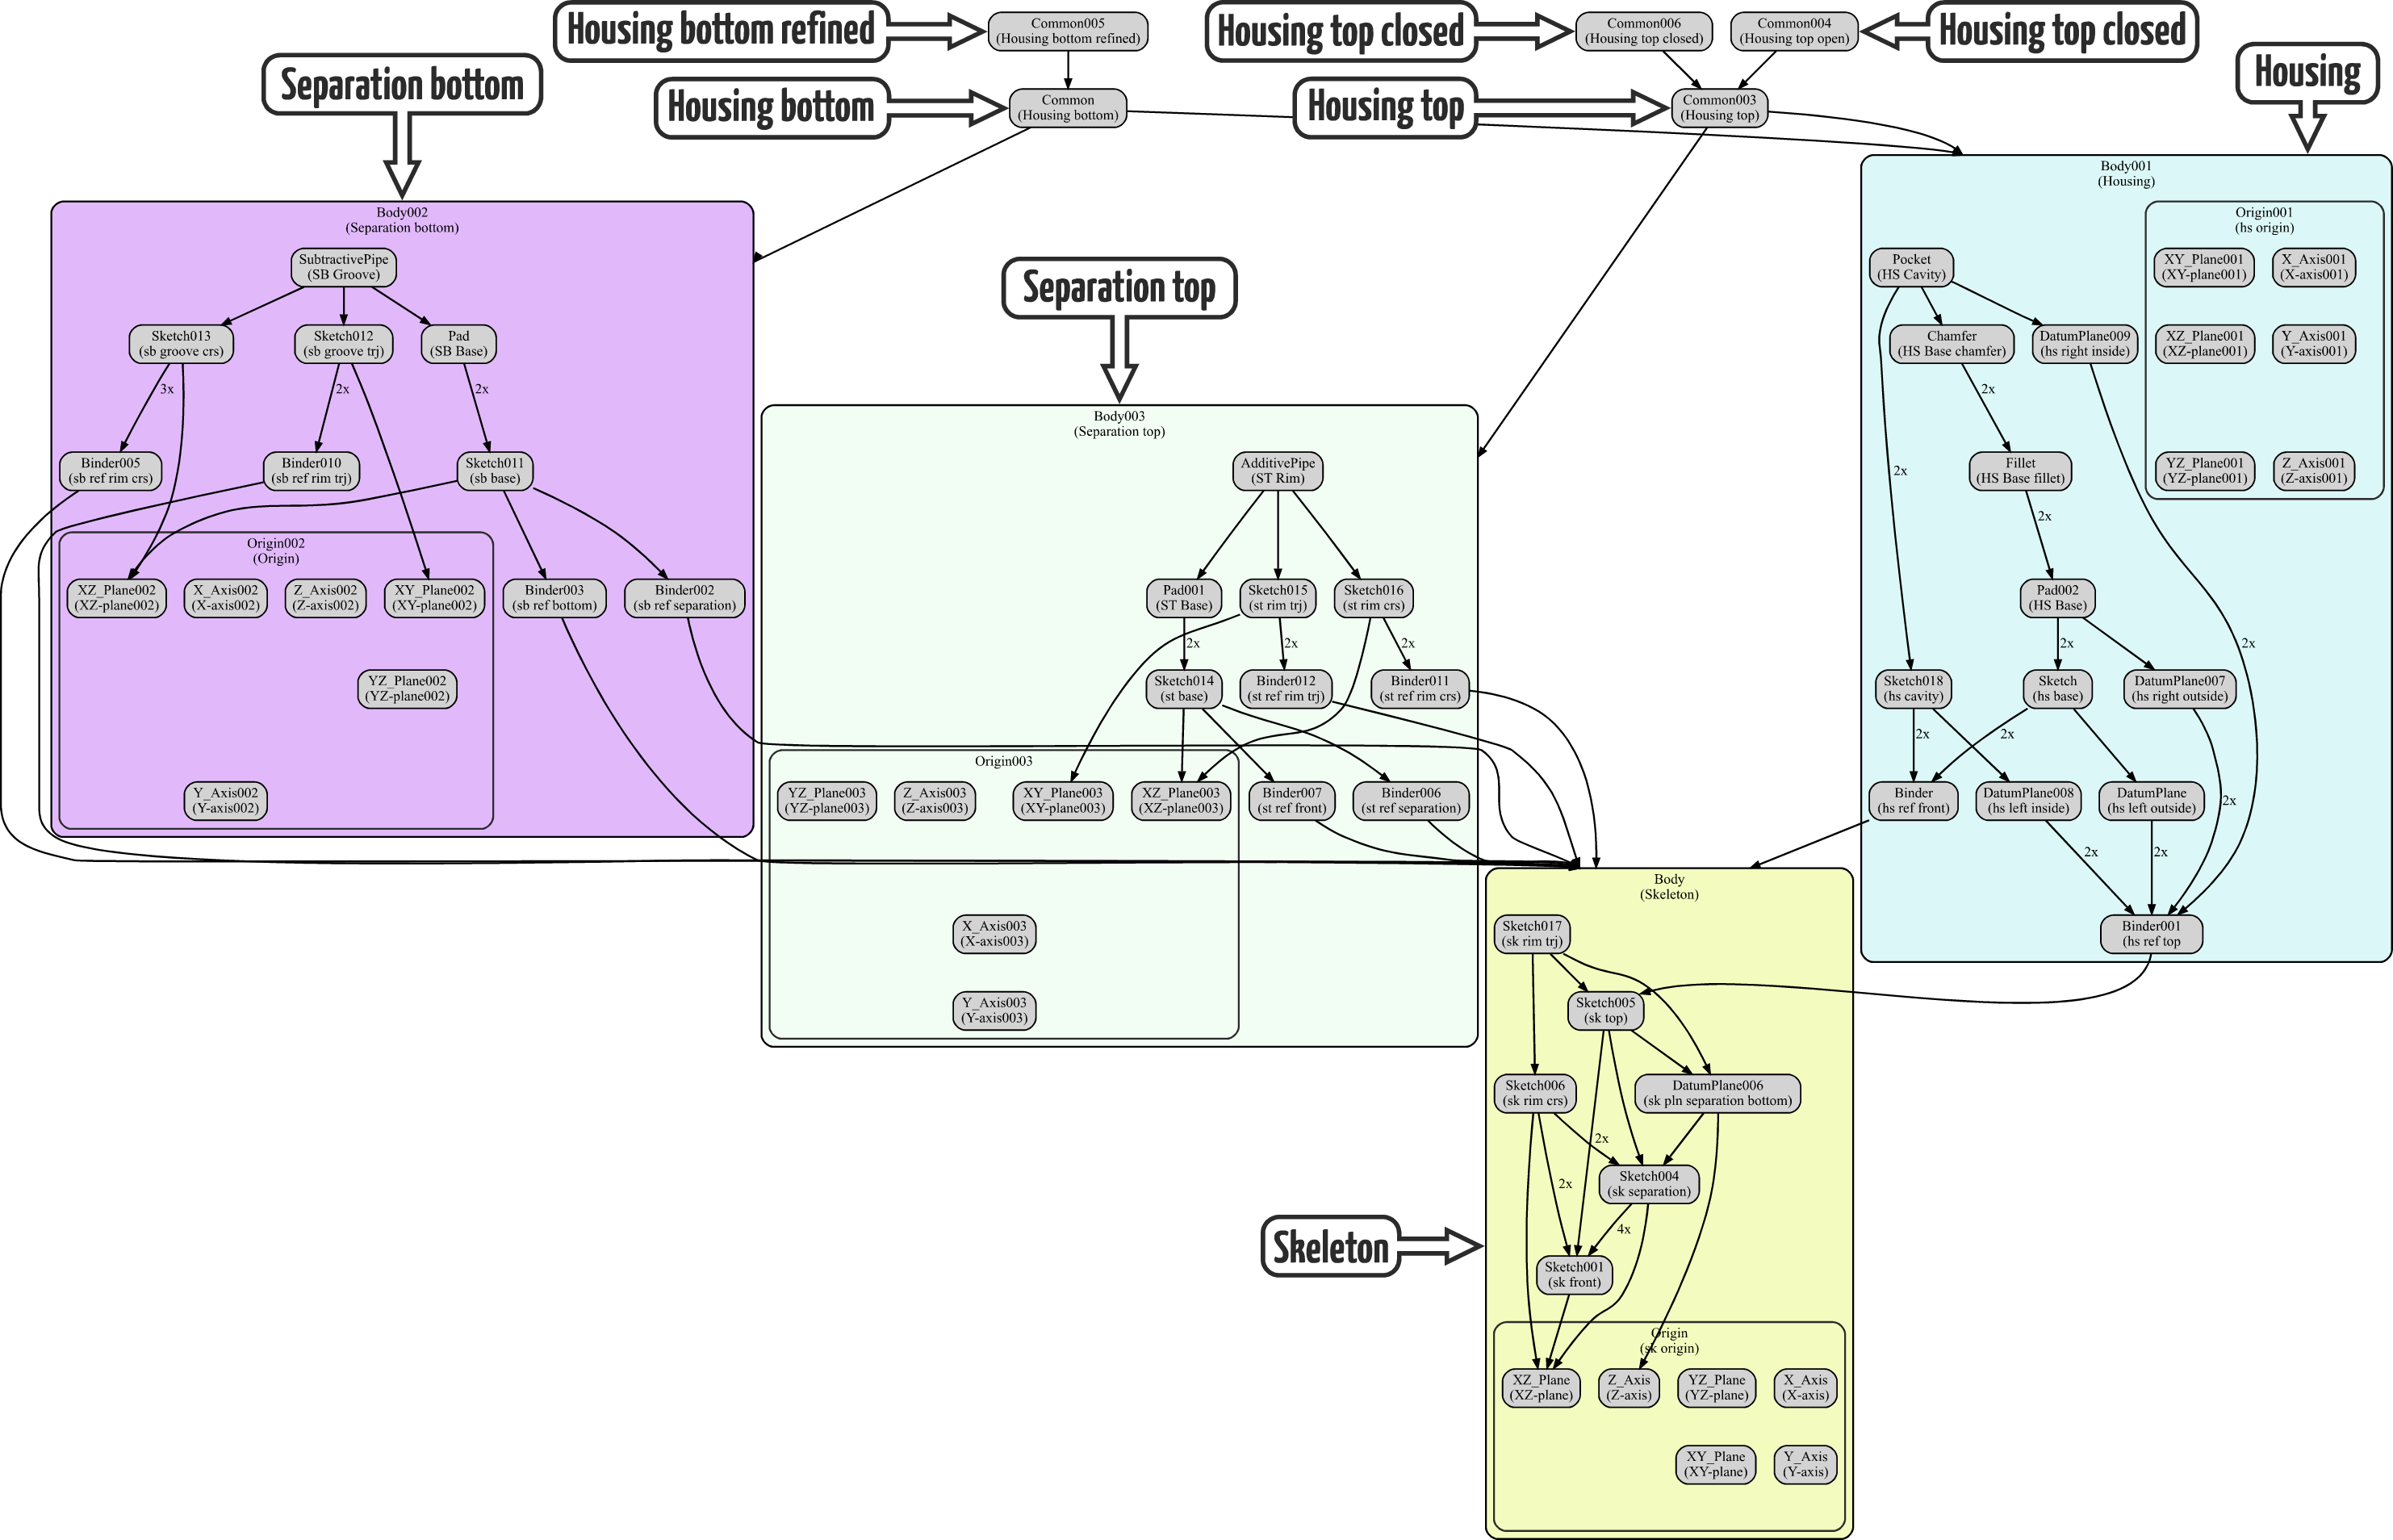 Housing bottom refined
Common005
(Housing bottom refined)
Housing top closed
Common006
(Housing top closed)
Common004
(Housing top open)
Housing top closed
Housing
Separation bottom
Housing bottom
Common
(Housing bottom)
Housing top
Common003
(Housing top)
Body002
(Separation bottom)
SubtractivePipe
(SB Groove)
Sketch013
(sb groove crs)
Sketch012
(sb groove trj)
Pad
(SB Base)
3x
2x
2x
Binder005
(sb ref rim crs)
Binder010
(sb ref rim trj)
Sketch011
(sb base)
Origin002
(Origin)
XZ_Plane002
(XZ-plane002)
X_Axis002
(X-axis002)
Z_Axis002
(Z-axis002)
XY_Plane002
(XY-plane002)
Binder003
(sb ref bottom)
Binder002
(sb ref separation)
YZ_Plane002
(YZ-plane002)
Y_Axis002
(Y-axis002)
Separation top
Body003
(Separation top)
AdditivePipe
(ST Rim)
Pad001
(ST Base)
Sketch015
(st rim trj)
Sketch016
(st rim crs)
2x
2x
2x
Sketch014
(st base)
Binder012
(st ref rim trj)
Binder011
(st ref rim crs)
Origin003
YZ_Plane003
(YZ-plane003)
Z_Axis003
(Z-axis003)
XY_Plane003
(XY-plane003)
XZ_Plane003
(XZ-plane003)
Binder007
(st ref front)
Binder006
(st ref separation)
X_Axis003
(X-axis003)
Y_Axis003
(Y-axis003)
Body001
(Housing)
Origin001
(hs origin)
Pocket
(HS Cavity)
XY_Plane001
(XY-plane001)
X_Axis001
(X-axis001)
Chamfer
(HS Base chamfer)
DatumPlane009
(hs right inside)
XZ_Plane001
(XZ-plane001)
Y_Axis001
(Y-axis001)
2x
2x
Fillet
(HS Base fillet)
YZ_Plane001
(YZ-plane001)
Z_Axis001
(Z-axis001)
2x
Pad002
(HS Base)
2x
2x
Sketch018
(hs cavity)
Sketch
(hs base)
DatumPlane007
(hs right outside)
2x
2x
Binder
(hs ref front)
DatumPlane008
(hs left inside)
DatumPlane
(hs left outside)
2x
2x
2x
Binder001
(hs ref top
Body
(Skeleton)
Sketch017
(sk rim trj)
Sketch005
(sk top)
Sketch006
(sk rim crs)
DatumPlane006
(sk pln separation bottom)
2x
2x
Sketch004
(sk separation)
4x
Skeleton
Sketch001
(sk front)
Origin
(sk origin)
XZ_Plane
(XZ-plane)
Z_Axis
(Z-axis)
YZ_Plane
(YZ-plane)
X_Axis
(X-axis)
XY_Plane
(XY-plane)
Y_Axis
(Y-axis)